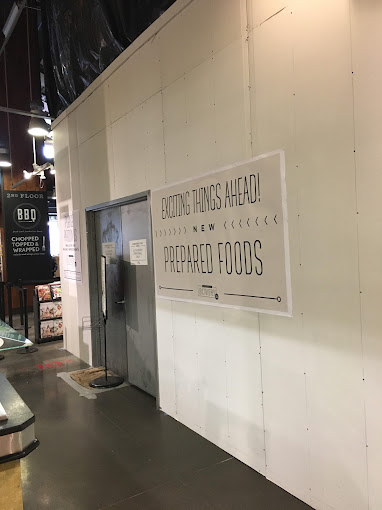 2ND FLOOR
BBQ
CHOPPED
TOPPED &
WRAPPED
EXCITING THINGS AHEAD!
>>>>>>> NEW <<<<<<<
PREPARED FOODS